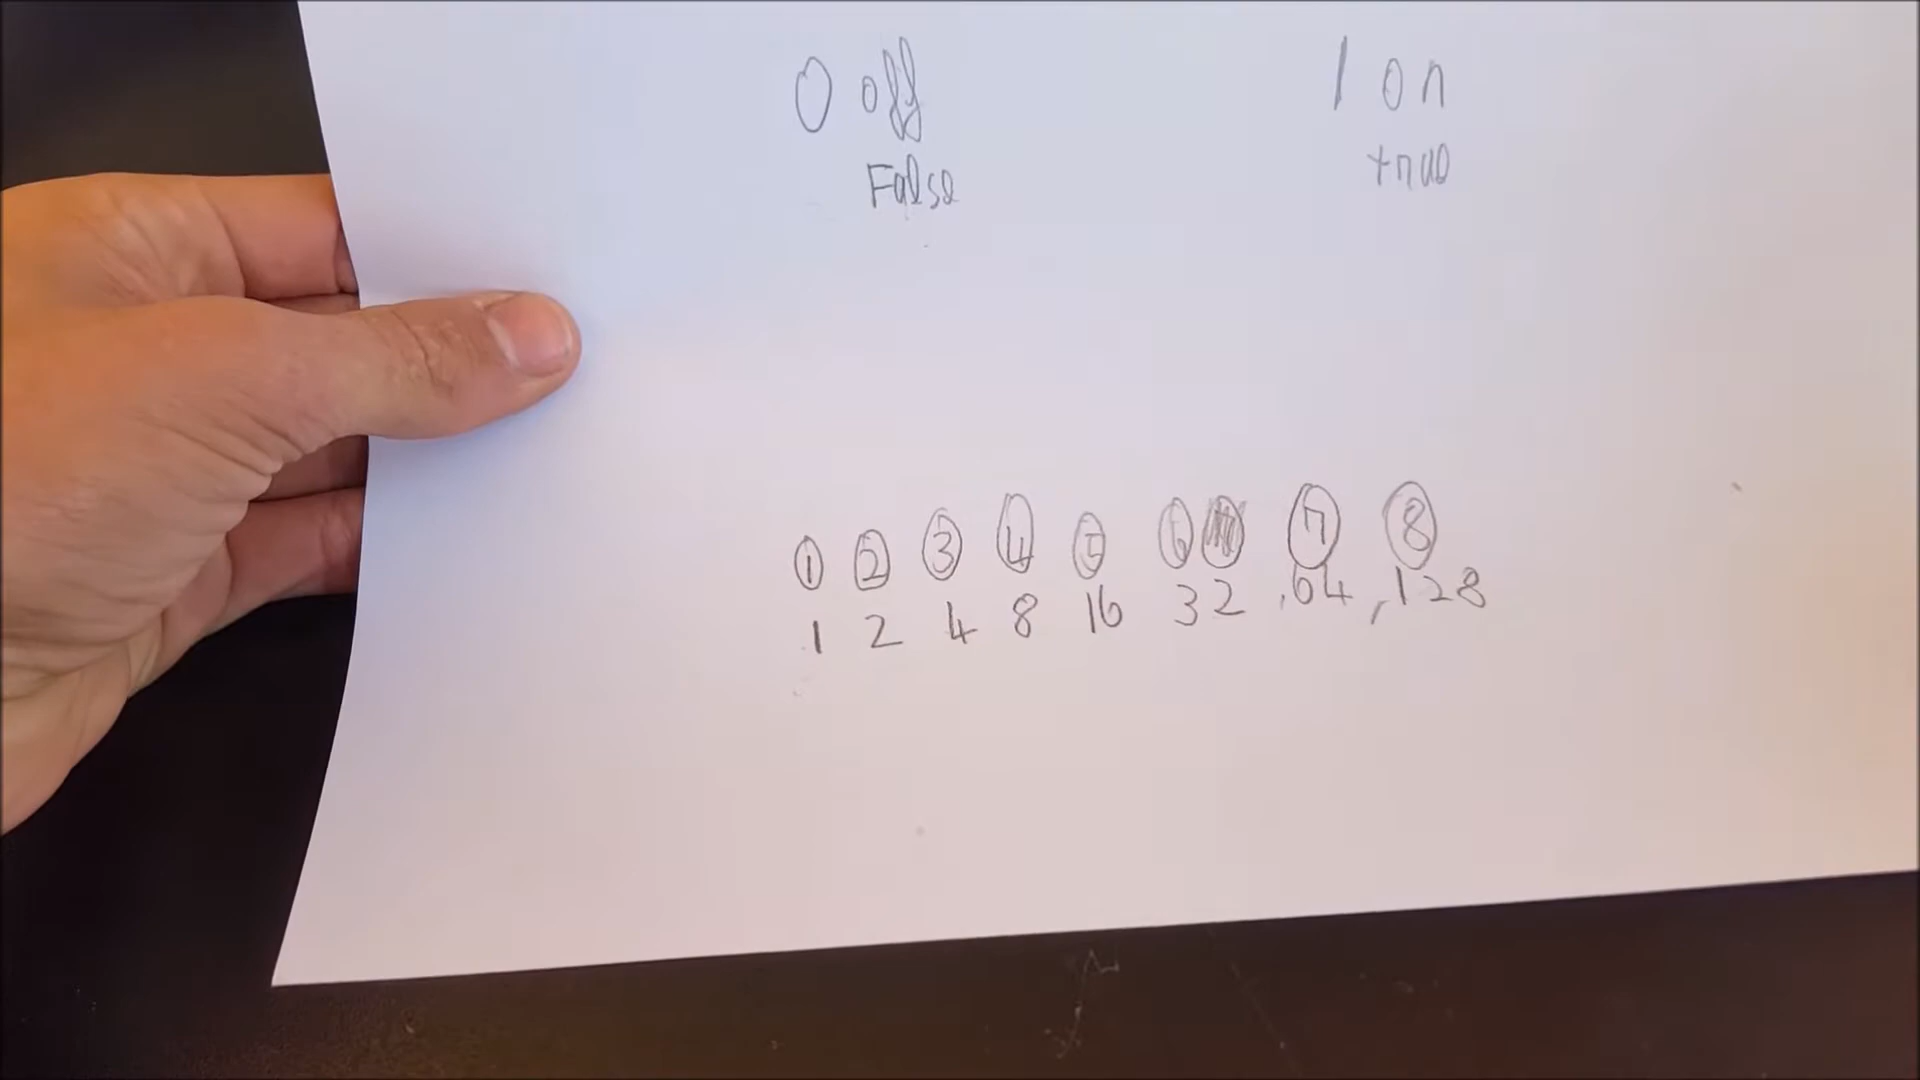 0 off 1 on
False true
1 2 3 4 5 6 7 8
1 2 4 8 16 32 , 64 , 128